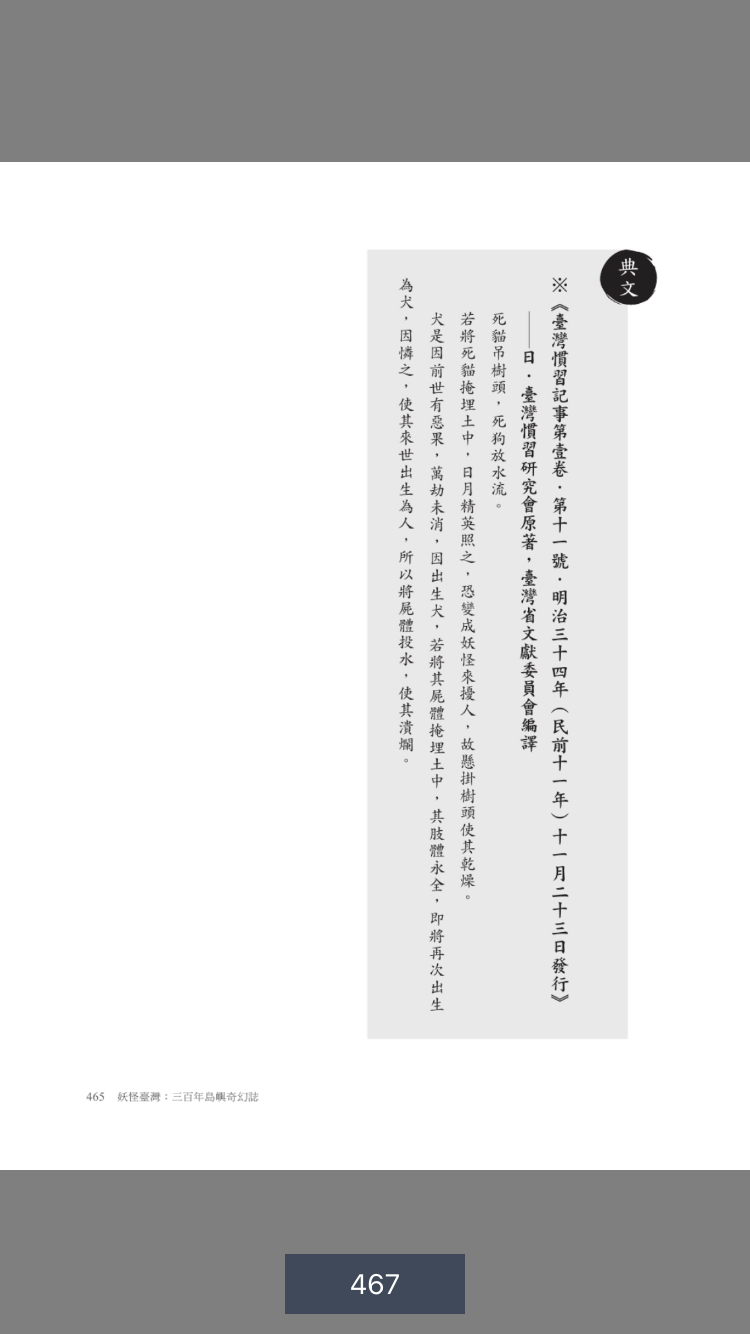 典文
※《臺灣慣習記事第壹卷．第十一號．明治三十四年（民前十一年）十一月二十三日發行》
──日．臺灣慣習研究會原著，臺灣省文獻委員會編譯
死貓吊樹頭，死狗放水流。
若將死貓掩埋土中，日月精英照之，恐變成妖怪來擾人，故懸掛樹頭使其乾燥。
犬是因前世有惡果，萬劫未消，因出生犬，若將其屍體掩埋土中，其肢體永全，即將再次出生
為犬，因憐之，使其來世出生為人，所以將屍體投水，使其潰爛。
465 妖怪臺灣：三百年島嶼奇幻誌
467